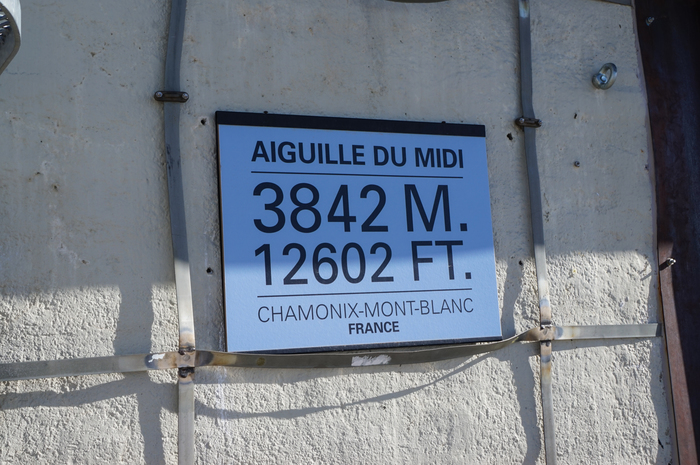 AIGUILLE DU MIDI
3842 M.
12602 FT.
CHAMONIX-MONT-BLANC
FRANCE